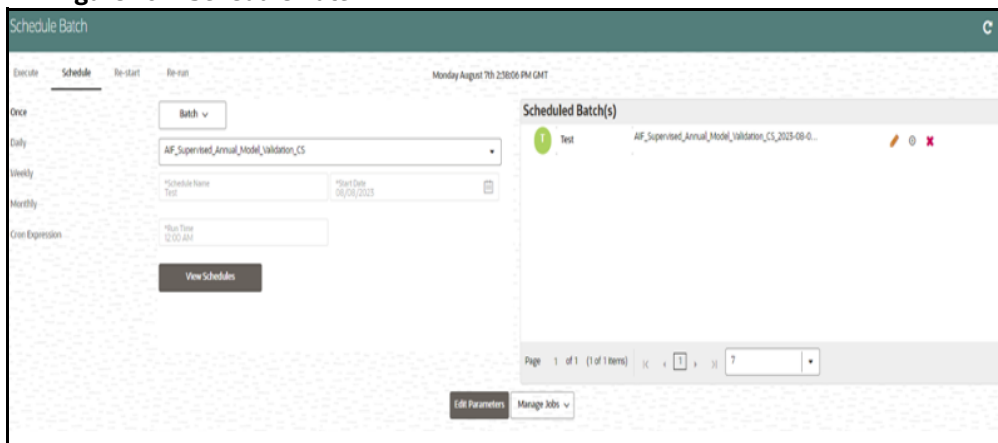 Schedule Batch
Execute Schedule Re-start Re-run
Monday August 7th 2:38:06 PM GMT
Once
Daily
Weekly
Monthly
Cron Expression
Batch
AIF_Supervised_Annual_Model_Validation_CS
*Schedule Name
Test
*Start Date
08/08/2023
*Run Time
12:00 AM
View Schedules
Scheduled Batch(s)
T Test AIF_Supervised_Annual_Model_Validation_CS_2023-08-0...
Page 1 of 1 (1 of 1 items) 1 7
Edit Parameters Manage Jobs